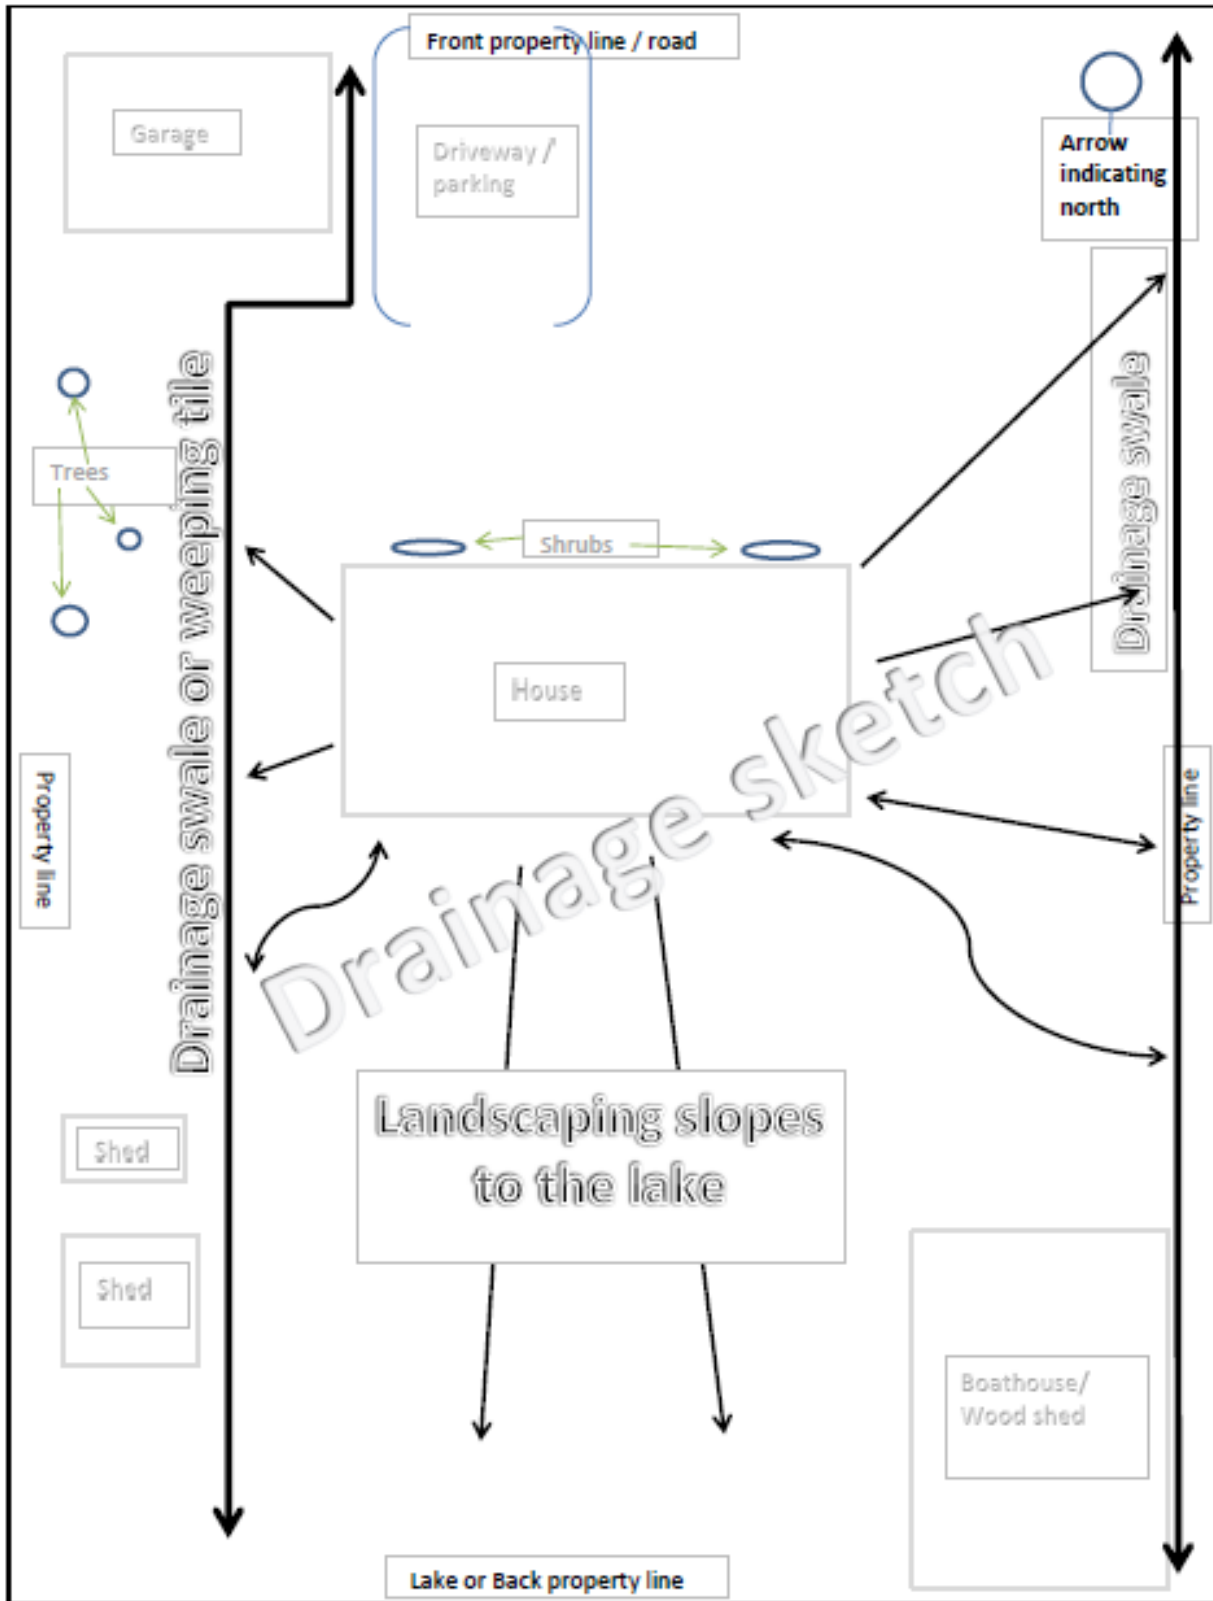 Front property line / road
Garage
Driveway /
parking
Arrow
indicating
north
Drainage swale or weeping tile
Drainage swale
Trees
Shrubs
House
Drainage sketch
Property line
Property line
Landscaping slopes
to the lake
Shed
Shed
Boathouse/
Wood shed
Lake or Back property line